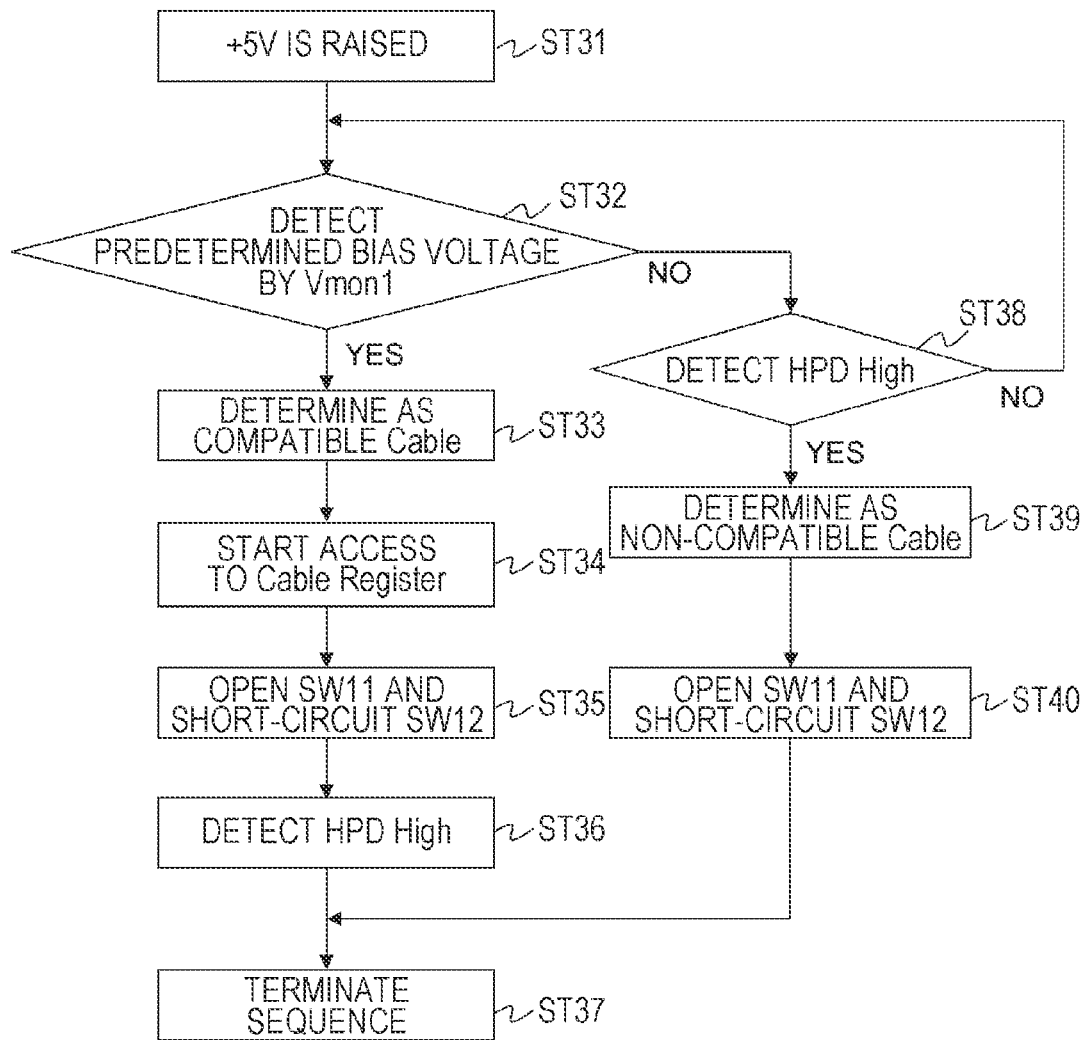 +5V IS RAISED
ST31
DETECT
PREDETERMINED BIAS VOLTAGE
BY Vmon1
ST32
NO
YES
DETECT HPD High
ST38
NO
YES
DETERMINE AS
COMPATIBLE Cable
ST33
DETERMINE AS
NON-COMPATIBLE Cable
ST39
START ACCESS
TO Cable Register
ST34
OPEN SW11 AND
SHORT-CIRCUIT SW12
ST35
OPEN SW11 AND
SHORT-CIRCUIT SW12
ST40
DETECT HPD High
ST36
TERMINATE
SEQUENCE
ST37